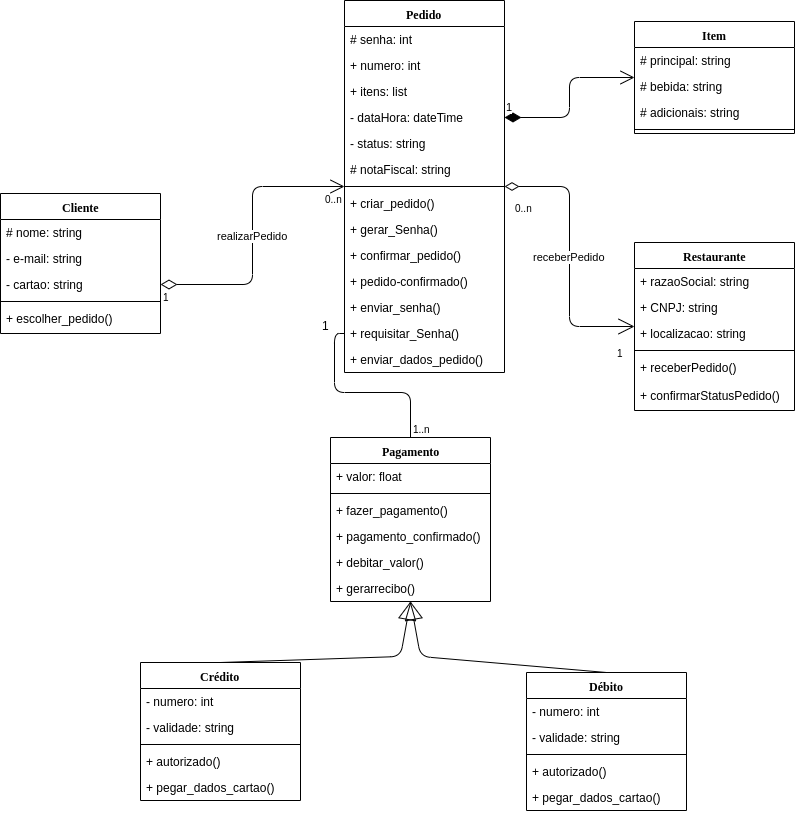 Pedido
# senha: int
+ numero: int
+ itens: list
- dataHora: dateTime
- status: string
# notaFiscal: string
+ criar_pedido()
+ gerar_Senha()
+ confirmar_pedido()
+ pedido-confirmado()
+ enviar_senha()
+ requisitar_Senha()
+ enviar_dados_pedido()
1
Item
# principal: string
# bebida: string
# adicionais: string
Cliente
# nome: string
- e-mail: string
- cartao: string
+ escolher_pedido()
1
realizarPedido
0..n
0..n
receberPedido
1
Restaurante
+ razaoSocial: string
+ CNPJ: string
+ localizacao: string
+ receberPedido()
+ confirmarStatusPedido()
1
1..n
Pagamento
+ valor: float
+ fazer_pagamento()
+ pagamento_confirmado()
+ debitar_valor()
+ gerarrecibo()
Crédito
- numero: int
- validade: string
+ autorizado()
+ pegar_dados_cartao()
Débito
- numero: int
- validade: string
+ autorizado()
+ pegar_dados_cartao()